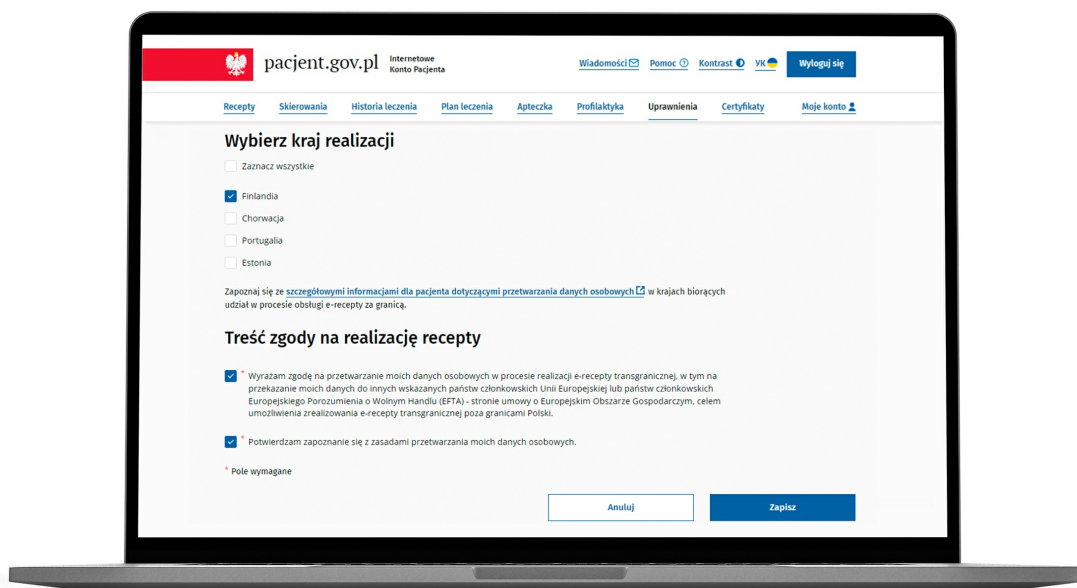 pacjent.gov.pl
Internetowe
Konto Pacjenta
Wiadomości
Pomoc
Kontrast
УК
Wyloguj się
Recepty
Skierowania
Historia leczenia
Plan leczenia
Apteczka
Profilaktyka
Uprawnienia
Certyfikaty
Moje konto
Wybierz kraj realizacji
Zaznacz wszystkie
Finlandia
Chorwacja
Portugalia
Estonia
Zapoznaj się ze szczegółowymi informacjami dla pacjenta dotyczącymi przetwarzania danych osobowych w krajach biorących
udział w procesie obsługi e-recepty za granicą.
Treść zgody na realizację recepty
* Wyrażam zgodę na przetwarzanie moich danych osobowych w procesie realizacji e-recepty transgranicznej, w tym na
przekazanie moich danych do innych wskazanych państw członkowskich Unii Europejskiej lub państw członkowskich
Europejskiego Porozumienia o Wolnym Handlu (EFTA) - stronie umowy o Europejskim Obszarze Gospodarczym, celem
umożliwienia zrealizowania e-recepty transgranicznej poza granicami Polski.
* Potwierdzam zapoznanie się z zasadami przetwarzania moich danych osobowych.
* Pole wymagane
Anuluj
Zapisz